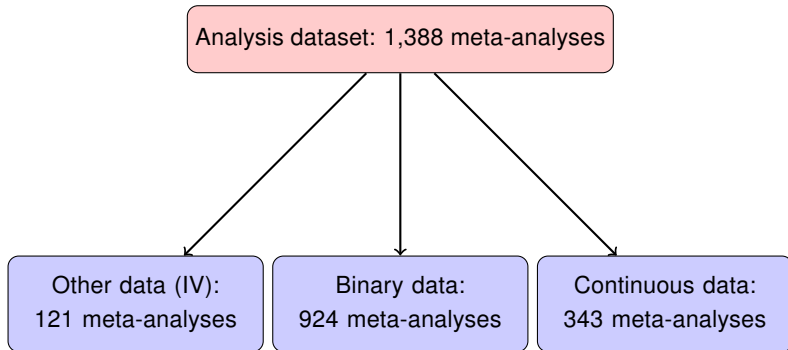 Analysis dataset: 1,388 meta-analyses
Other data (IV):
121 meta-analyses
Binary data:
924 meta-analyses
Continuous data:
343 meta-analyses